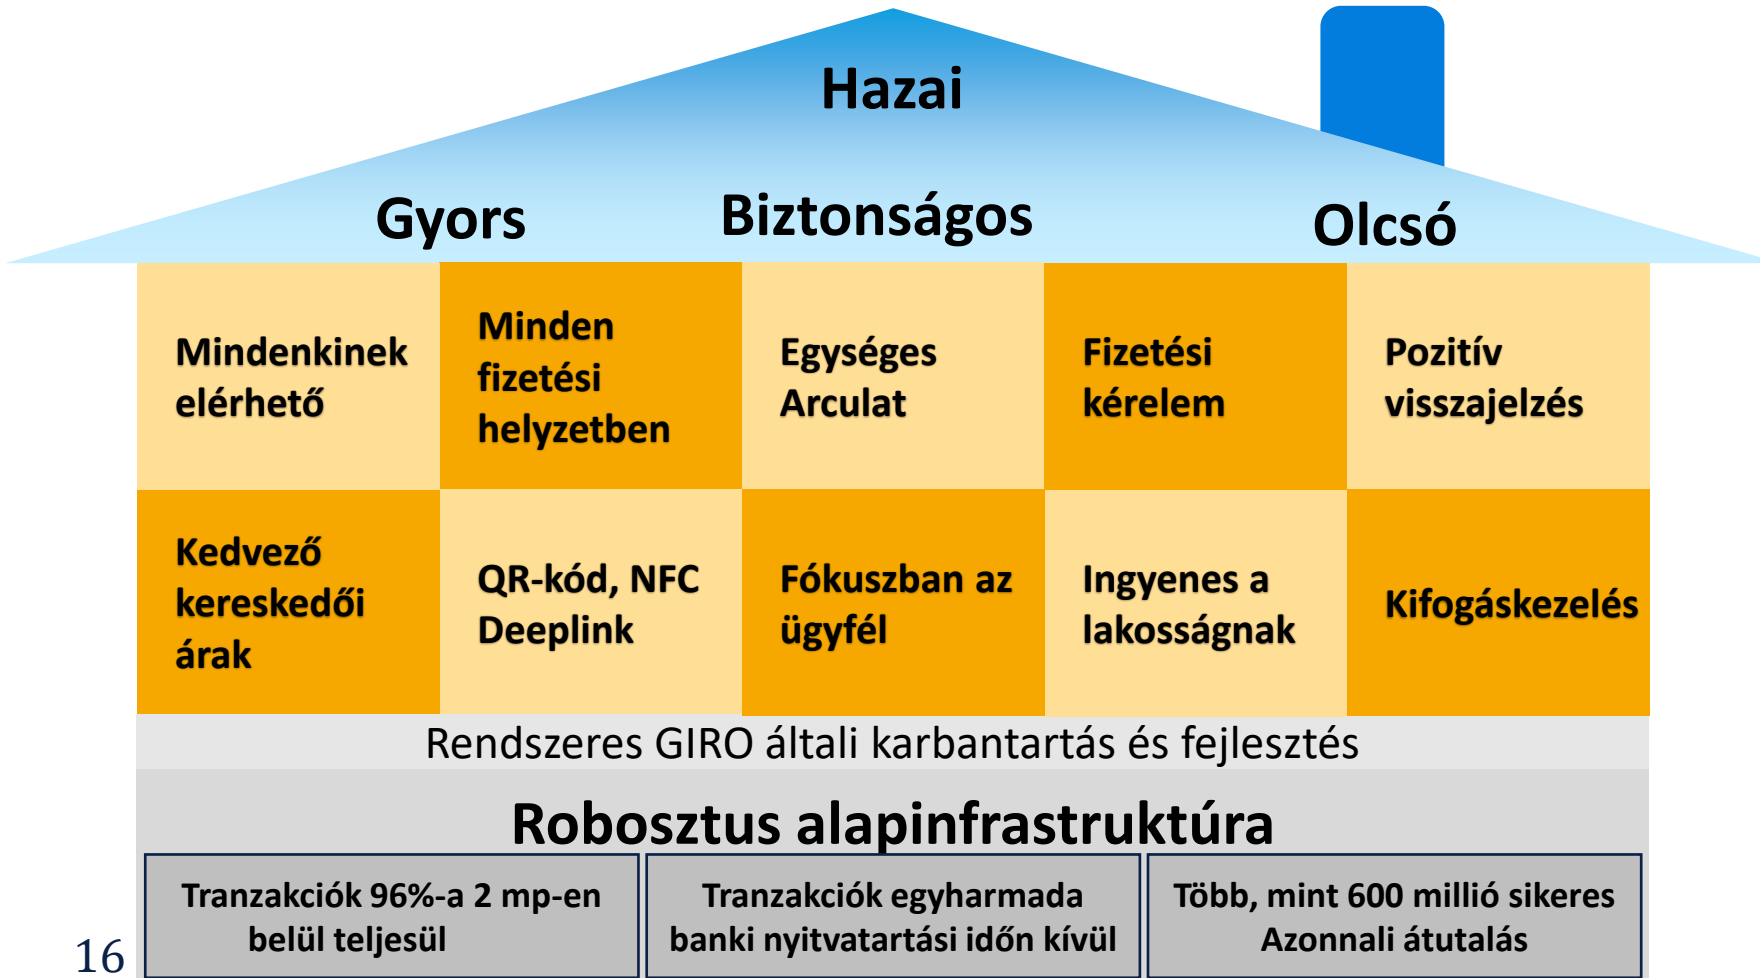 Hazai
Gyors
Biztonságos
Olcsó
Mindenkinek
elérhető
Minden
fizetési
helyzetben
Egységes
Arculat
Fizetési
kérelem
Pozitív
visszajelzés
Kedvező
kereskedői
árak
QR-kód, NFC
Deeplink
Fókuszban az
ügyfél
Ingyenes a
lakosságnak
Kifogáskezelés
Rendszeres GIRO általi karbantartás és fejlesztés
Robosztus alapinfrastruktúra
Tranzakciók 96%-a 2 mp-en
belül teljesül
Tranzakciók egyharmada
banki nyitvatartási időn kívül
Több, mint 600 millió sikeres
Azonnali átutalás
16